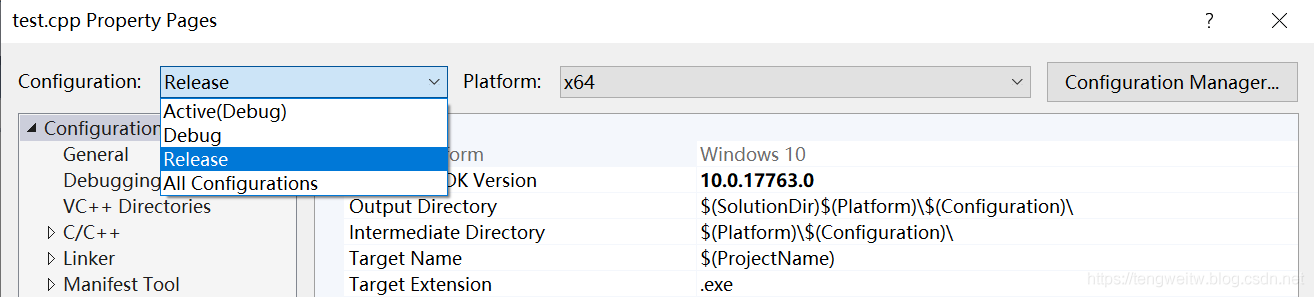 test.cpp Property Pages ?
Configuration: Release Platform: x64 Configuration Manager...
Active(Debug)
Debug
Release
All Configurations
Configuration
General orm Windows 10
Debugging DK Version 10.0.17763.0
VC++ Directories Output Directory $(SolutionDir)$(Platform)\$(Configuration)\
C/C++ Intermediate Directory $(Platform)\$(Configuration)\
Linker Target Name $(ProjectName)
Manifest Tool Target Extension .exe
https://tengweitw.blog.csdn.net